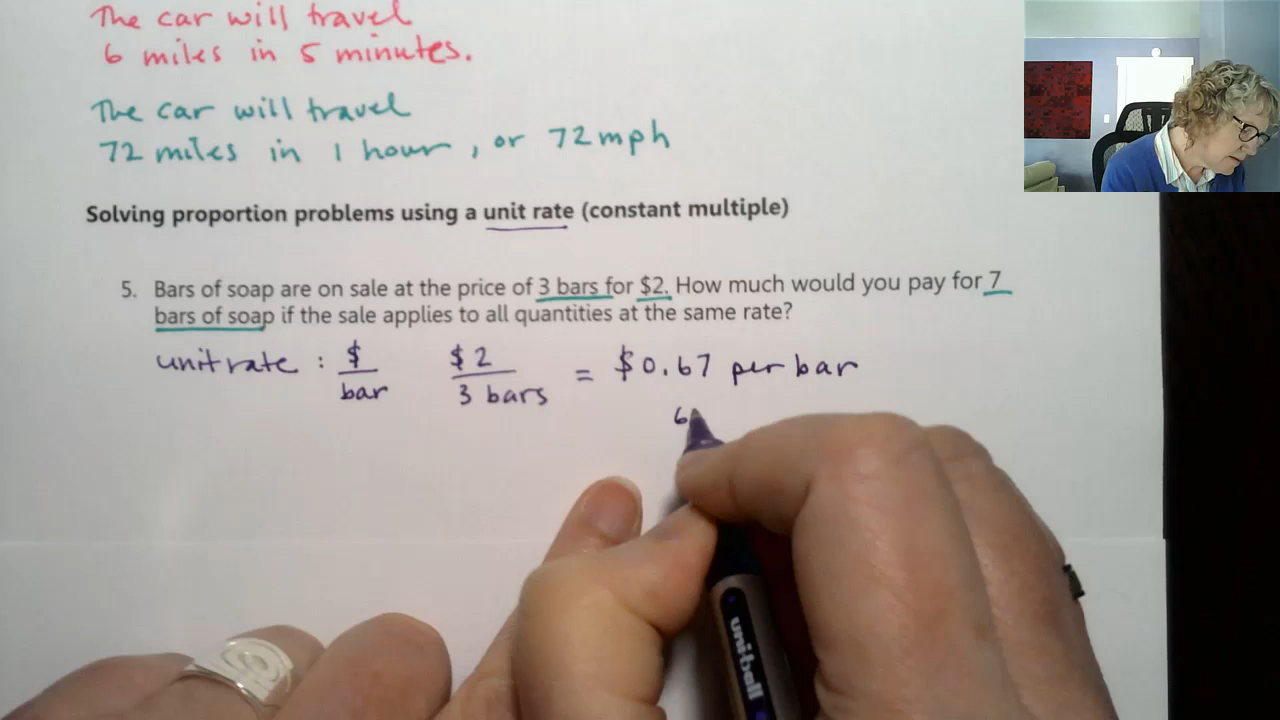 The car will travel
6 miles in 5 minutes.
The car will travel
72 miles in 1 hour, or 72mph
Solving proportion problems using a unit rate (constant multiple)
5. Bars of soap are on sale at the price of 3 bars for $2. How much would you pay for 7
bars of soap if the sale applies to all quantities at the same rate?
unit rate : $ / bar $2 / 3 bars = $0.67 per bar
6
uni-ball